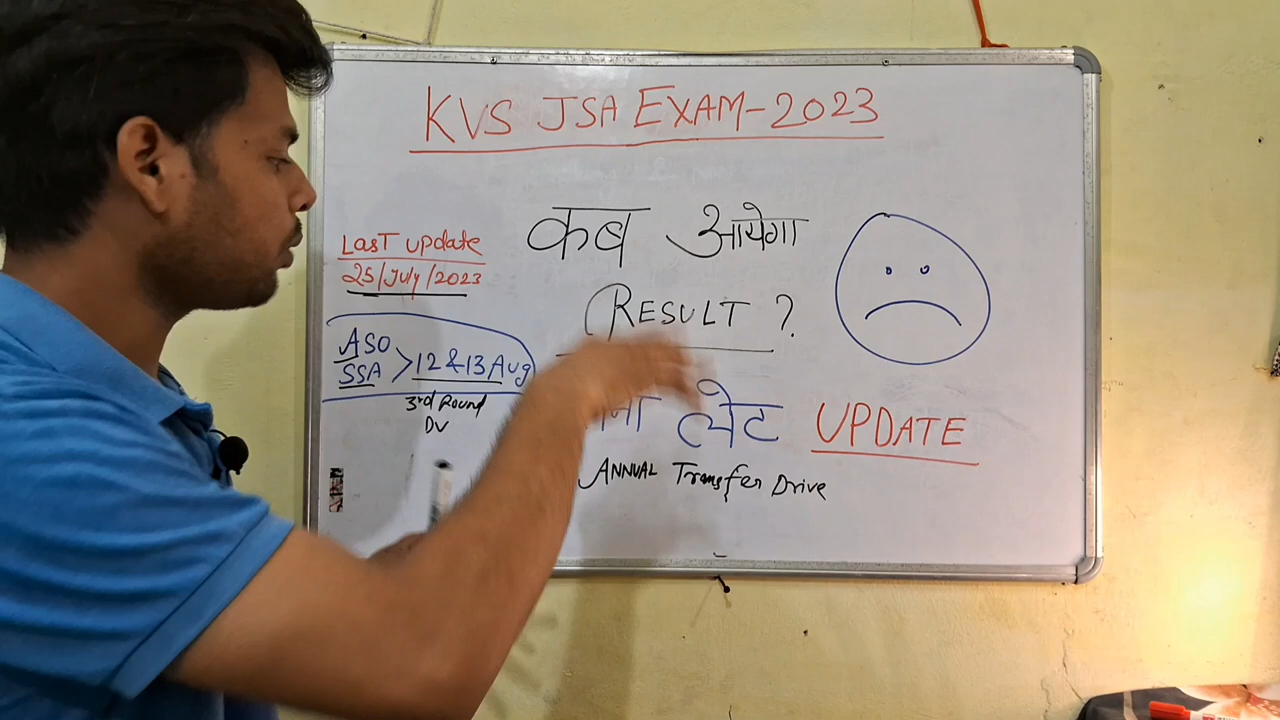 KVS JSA EXAM-2023
कब आयेगा
RESULT ?
LasT update
25/July/2023
ASO
SSA > 12 & 13 Aug
3rd Round
DV
लेट UPDATE
ANNUAL Transfer Drive